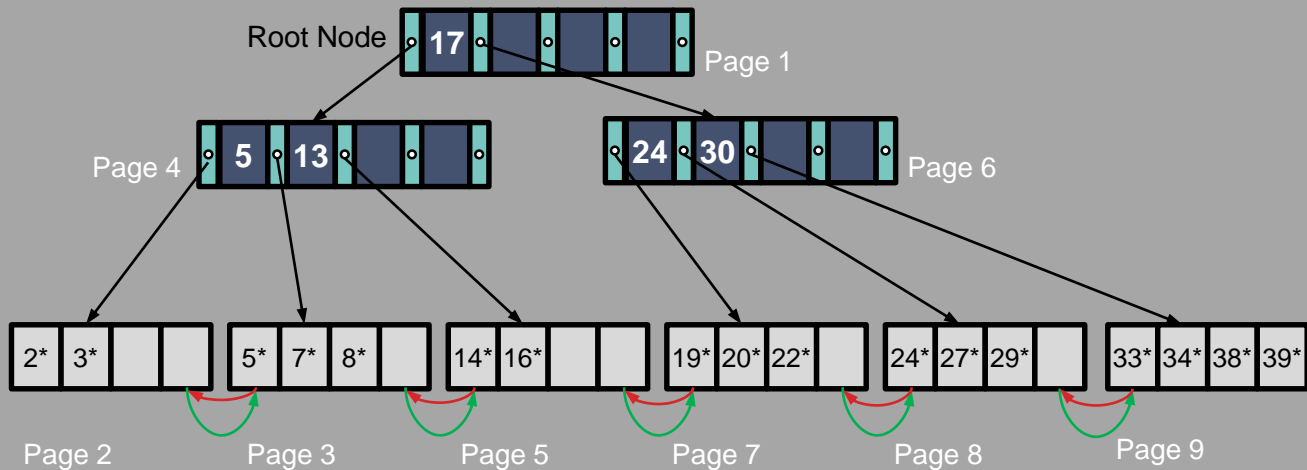 Root Node
17
Page 1
Page 4
5 13
24 30
Page 6
2* 3*
5* 7* 8*
14* 16*
19* 20* 22*
24* 27* 29*
33* 34* 38* 39*
Page 2
Page 3
Page 5
Page 7
Page 8
Page 9